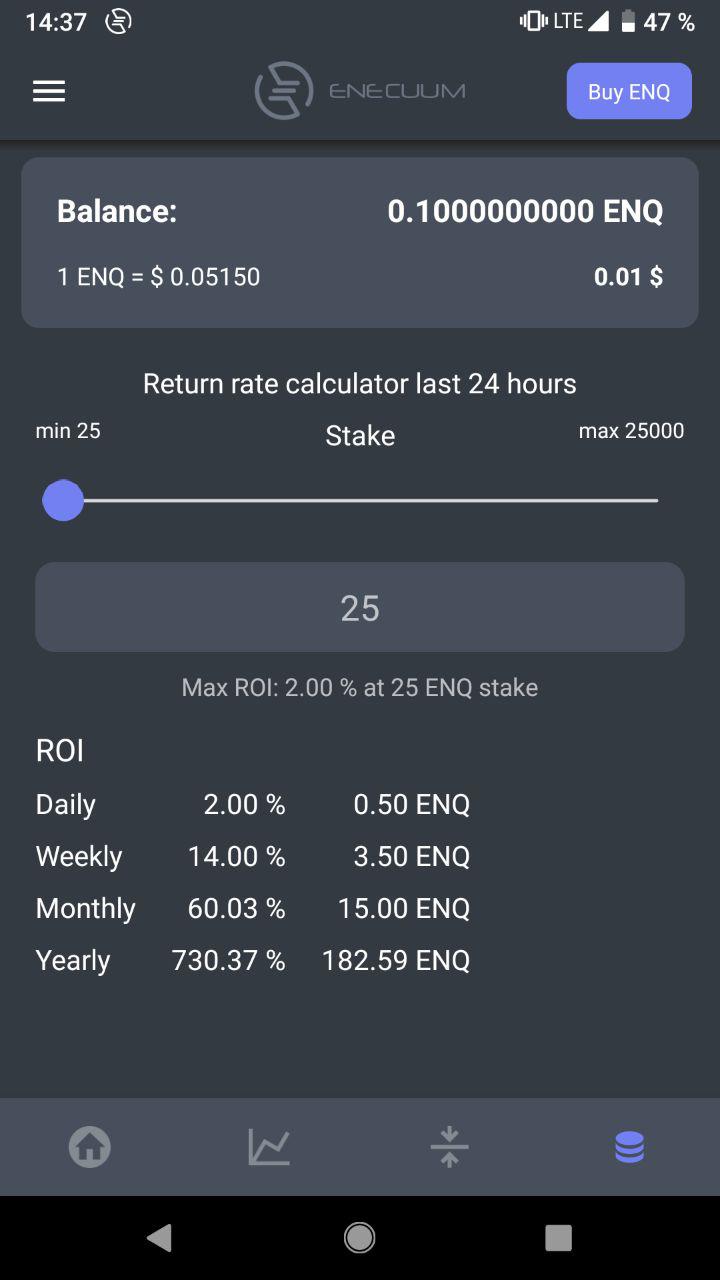 14:37 LTE 47 %
ENECUUM Buy ENQ
Balance: 0.1000000000 ENQ
1 ENQ = $ 0.05150 0.01 $
Return rate calculator last 24 hours
min 25 Stake max 25000
25
Max ROI: 2.00 % at 25 ENQ stake
ROI
Daily 2.00 % 0.50 ENQ
Weekly 14.00 % 3.50 ENQ
Monthly 60.03 % 15.00 ENQ
Yearly 730.37 % 182.59 ENQ